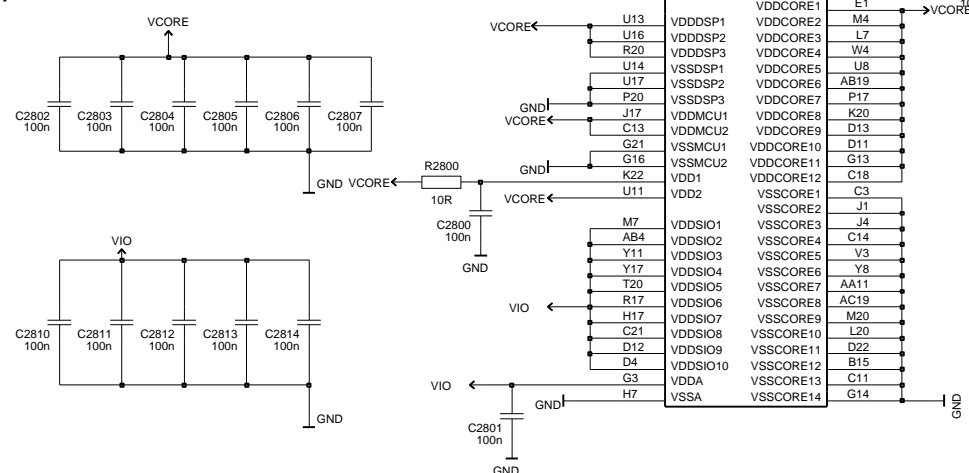 VCORE
C2802
100n
C2803
100n
C2804
100n
C2805
100n
C2806
100n
C2807
100n
GND
VIO
C2810
100n
C2811
100n
C2812
100n
C2813
100n
C2814
100n
GND
VCORE
U13 VDDDSP1
U16 VDDDSP2
R20 VDDDSP3
U14 VSSDSP1
U17 VSSDSP2
GND P20 VSSDSP3
VCORE J17 VDDMCU1
C13 VDDMCU2
G21 VSSMCU1
GND G16 VSSMCU2
VCORE R2800 10R K22 VDD1
VCORE U11 VDD2
C2800
100n
GND
M7 VDDSIO1
AB4 VDDSIO2
Y11 VDDSIO3
Y17 VDDSIO4
T20 VDDSIO5
VIO R17 VDDSIO6
H17 VDDSIO7
C21 VDDSIO8
D12 VDDSIO9
D4 VDDSIO10
VIO G3 VDDA
GND H7 VSSA
C2801
100n
GND
VDDCORE1 E1 VCORE
VDDCORE2 M4
VDDCORE3 L7
VDDCORE4 W4
VDDCORE5 U8
VDDCORE6 AB19
VDDCORE7 P17
VDDCORE8 K20
VDDCORE9 D13
VDDCORE10 D11
VDDCORE11 G13
VDDCORE12 C18
VSSCORE1 C3
VSSCORE2 J1
VSSCORE3 J4
VSSCORE4 C14
VSSCORE5 V3
VSSCORE6 Y8
VSSCORE7 AA11
VSSCORE8 AC19
VSSCORE9 M20
VSSCORE10 L20
VSSCORE11 D22
VSSCORE12 B15
VSSCORE13 C11
VSSCORE14 G14
GND